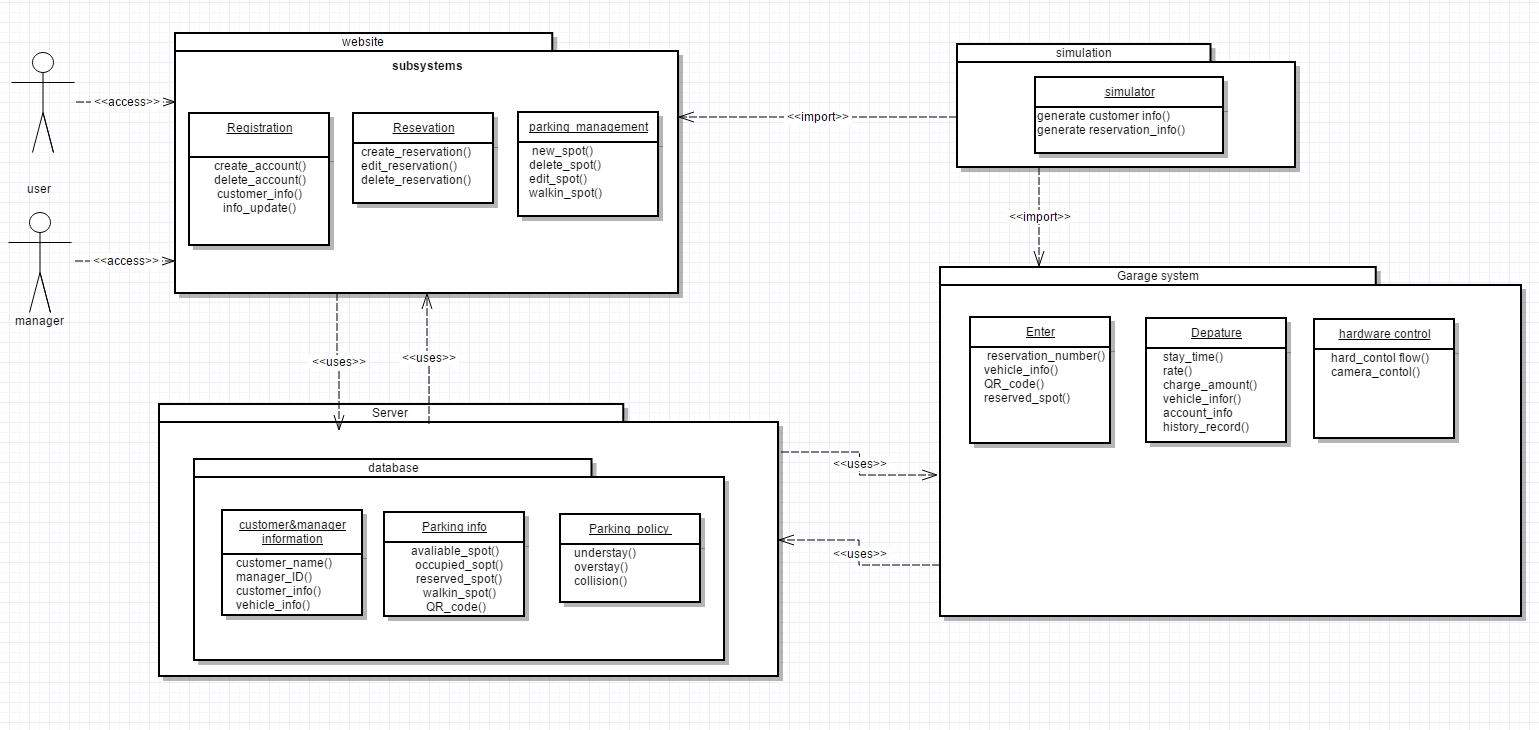 website
subsystems
<<access>>
Registration
create_account()
delete_account()
customer_info()
info_update()
Resevation
create_reservation()
edit_reservation()
delete_reservation()
parking_management
new_spot()
delete_spot()
edit_spot()
walkin_spot()
user
<<access>>
manager
<<import>>
simulation
simulator
generate customer info()
generate reservation_info()
<<import>>
Garage system
Enter
reservation_number()
vehicle_info()
QR_code()
reserved_spot()
Depature
stay_time()
rate()
charge_amount()
vehicle_infor()
account_info
history_record()
hardware control
hard_contol flow()
camera_contol()
<<uses>>
<<uses>>
Server
database
customer&manager
information
customer_name()
manager_ID()
customer_info()
vehicle_info()
Parking info
avaliable_spot()
occupied_sopt()
reserved_spot()
walkin_spot()
QR_code()
Parking_policy
understay()
overstay()
collision()
<<uses>>
<<uses>>